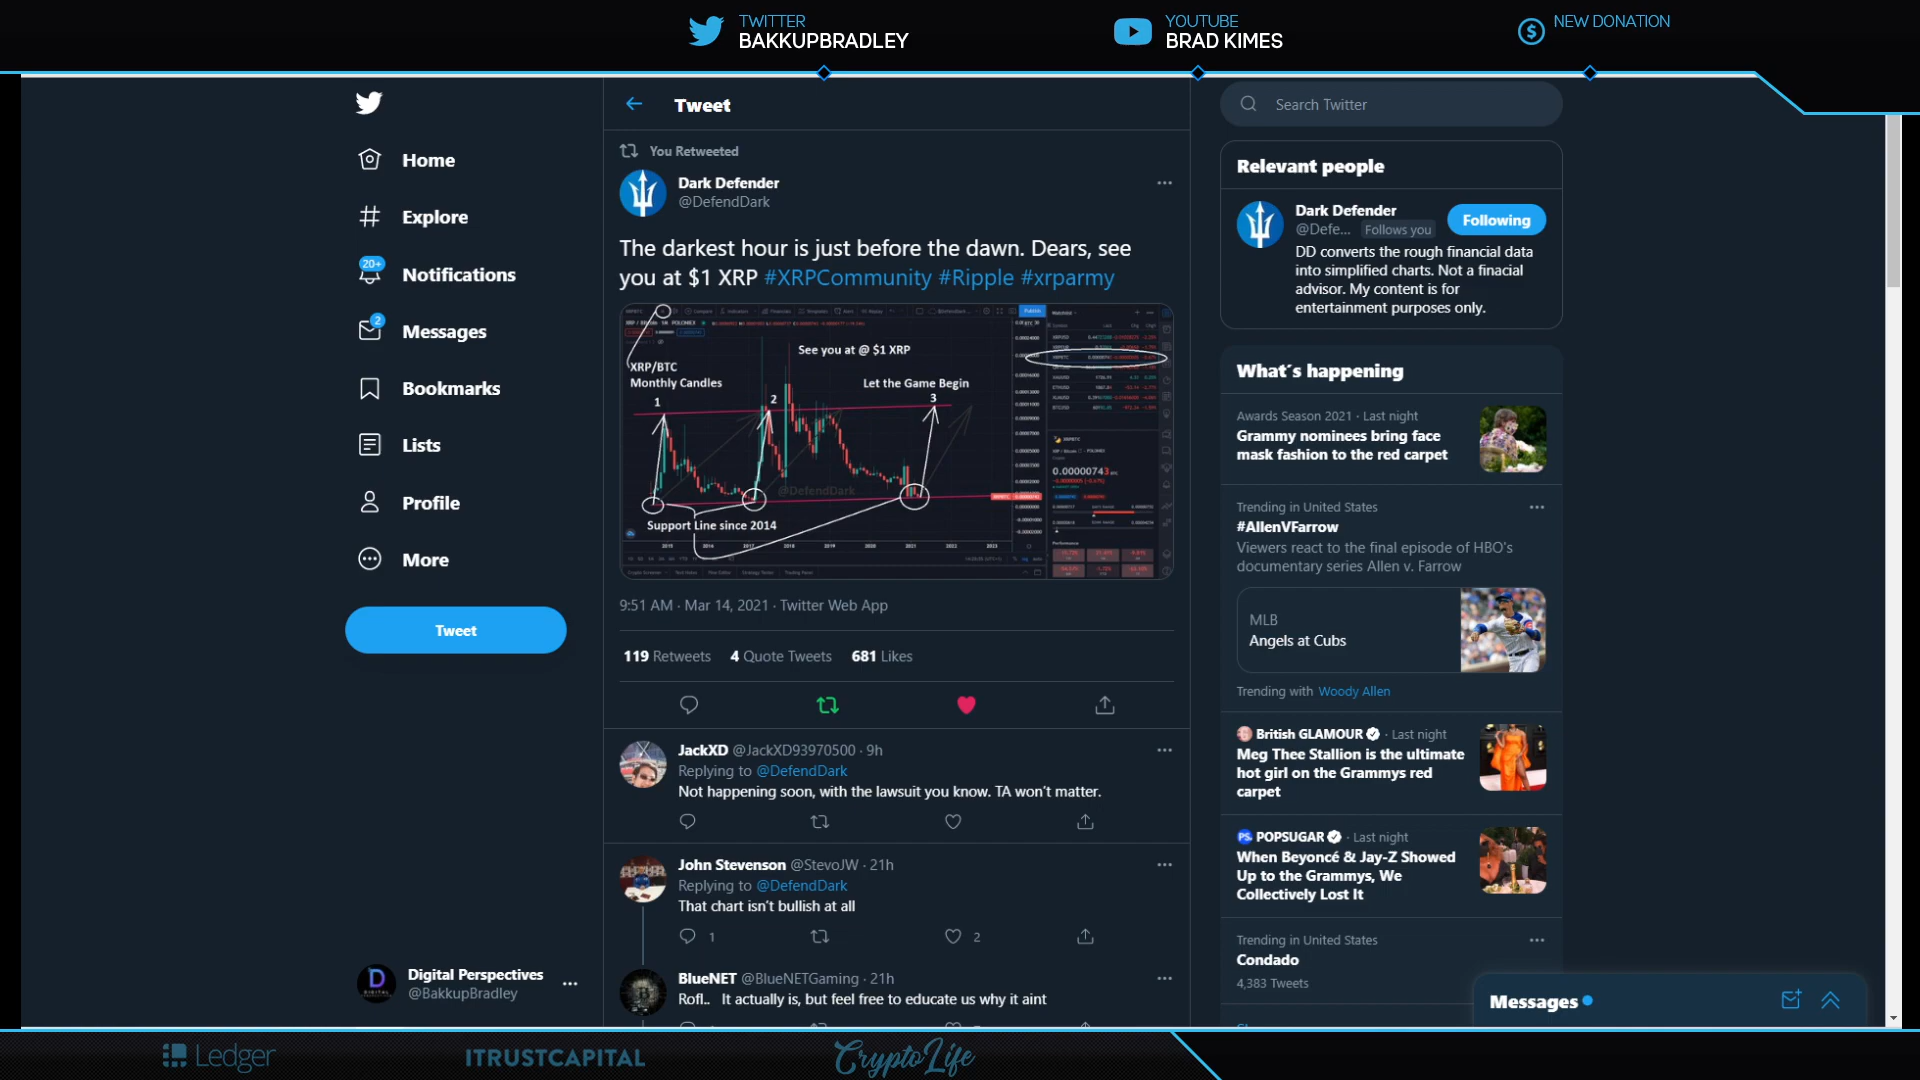 TWITTER
BAKKUPBRADLEY
YOUTUBE
BRAD KIMES
NEW DONATION
Home
Explore
20+
Notifications
2
Messages
Bookmarks
Lists
Profile
More
Tweet
Digital Perspectives
@BakkupBradley
Tweet
You Retweeted
Dark Defender
@DefendDark
The darkest hour is just before the dawn. Dears, see
you at $1 XRP #XRPCommunity #Ripple #xrparmy
See you at @ $1 XRP
XRP/BTC
Monthly Candles
Let the Game Begin
1
2
3
@DefendDark
Support Line since 2014
2015 2016 2017 2018 2019 2020 2021 2022 2023
Publish
0.00000743
9:51 AM · Mar 14, 2021 · Twitter Web App
119 Retweets 4 Quote Tweets 681 Likes
JackXD @JackXD93970500 · 9h
Replying to @DefendDark
Not happening soon, with the lawsuit you know. TA won't matter.
John Stevenson @StevoJW · 21h
Replying to @DefendDark
That chart isn't bullish at all
1
2
BlueNET @BlueNETGaming · 21h
Rofl.. It actually is, but feel free to educate us why it aint
Search Twitter
Relevant people
Dark Defender
@Defe... Follows you
Following
DD converts the rough financial data
into simplified charts. Not a finacial
advisor. My content is for
entertainment purposes only.
What's happening
Awards Season 2021 · Last night
Grammy nominees bring face
mask fashion to the red carpet
Trending in United States
#AllenVFarrow
Viewers react to the final episode of HBO's
documentary series Allen v. Farrow
MLB
Angels at Cubs
Trending with Woody Allen
British GLAMOUR · Last night
Meg Thee Stallion is the ultimate
hot girl on the Grammys red
carpet
POPSUGAR · Last night
When Beyoncé & Jay-Z Showed
Up to the Grammys, We
Collectively Lost It
Trending in United States
Condado
4,383 Tweets
Messages
Ledger
ITRUSTCAPITAL
CryptoLife